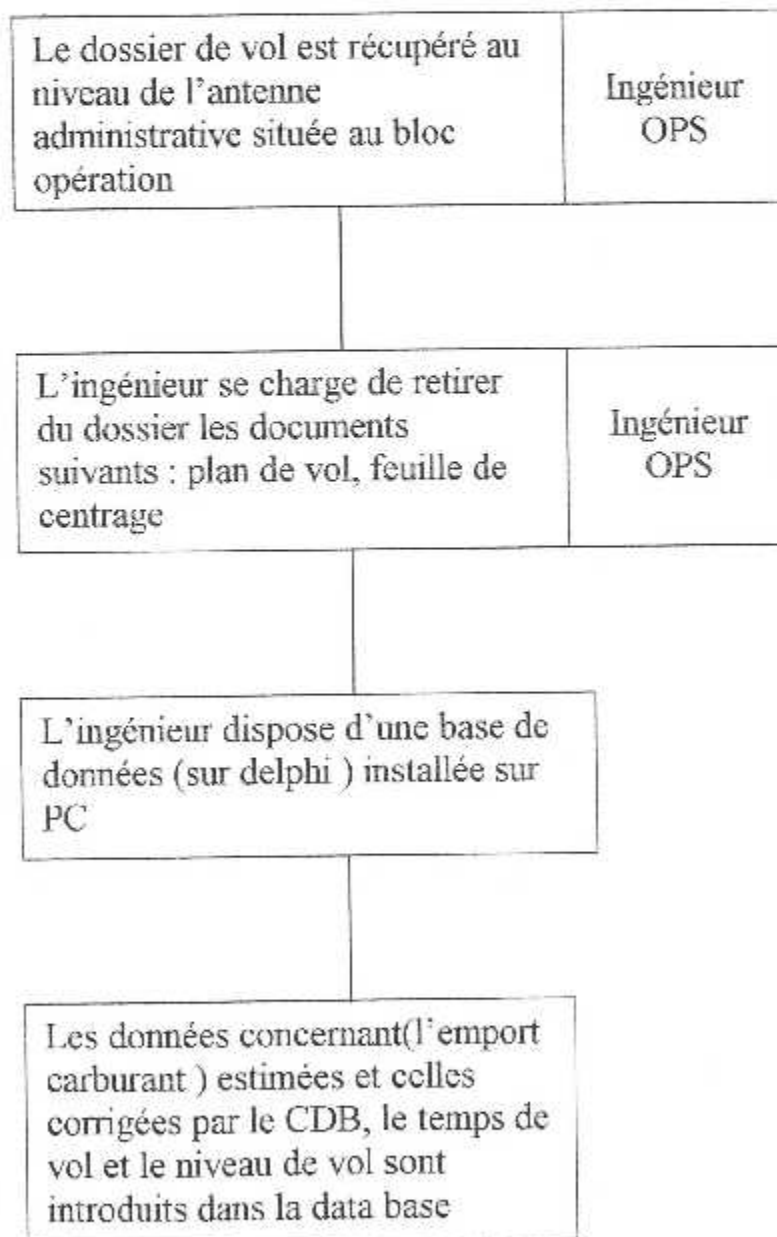 Le dossier de vol est récupéré au
niveau de l'antenne
administrative située au bloc
opération
Ingénieur
OPS
L'ingénieur se charge de retirer
du dossier les documents
suivants : plan de vol, feuille de
centrage
Ingénieur
OPS
L'ingénieur dispose d'une base de
données (sur delphi ) installée sur
PC
Les données concernant(l'emport
carburant ) estimées et celles
corrigées par le CDB, le temps de
vol et le niveau de vol sont
introduits dans la data base